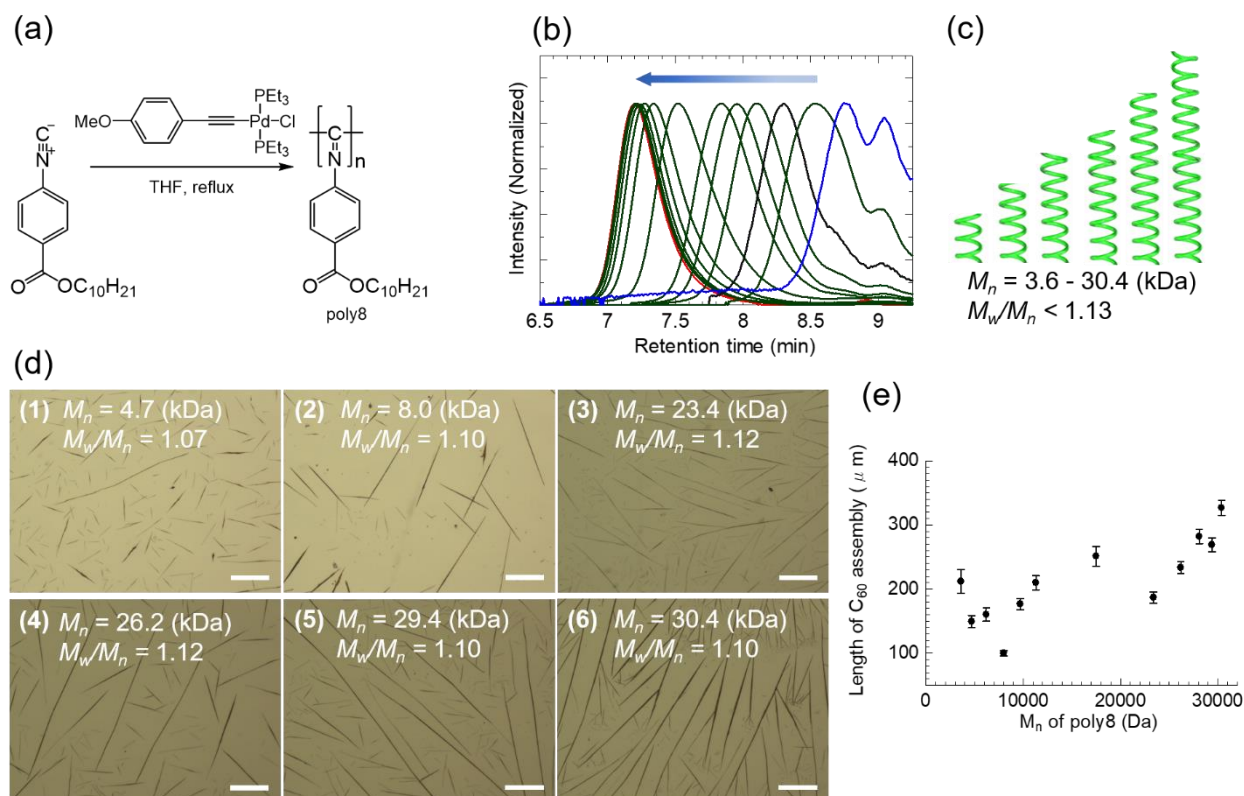 (a)
MeO
PEt3
Pd-Cl
PEt3
C−
N+
THF, reflux
C
n
N
O
OC10H21
O
OC10H21
poly8
(b)
Intensity (Normalized)
6.5 7 7.5 8 8.5 9
Retention time (min)
(c)
Mn = 3.6 - 30.4 (kDa)
Mw/Mn < 1.13
(d)
(1) Mn = 4.7 (kDa)
Mw/Mn = 1.07
(2) Mn = 8.0 (kDa)
Mw/Mn = 1.10
(3) Mn = 23.4 (kDa)
Mw/Mn = 1.12
(4) Mn = 26.2 (kDa)
Mw/Mn = 1.12
(5) Mn = 29.4 (kDa)
Mw/Mn = 1.10
(6) Mn = 30.4 (kDa)
Mw/Mn = 1.10
(e)
Length of C60 assembly (μm)
400
300
200
100
0 10000 20000 30000
Mn of poly8 (Da)